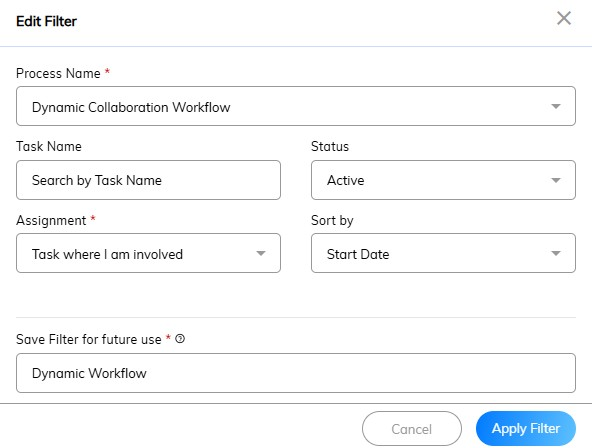 Edit Filter
Process Name *
Dynamic Collaboration Workflow
Task Name
Status
Search by Task Name
Active
Assignment *
Sort by
Task where I am involved
Start Date
Save Filter for future use * ?
Dynamic Workflow
Cancel
Apply Filter